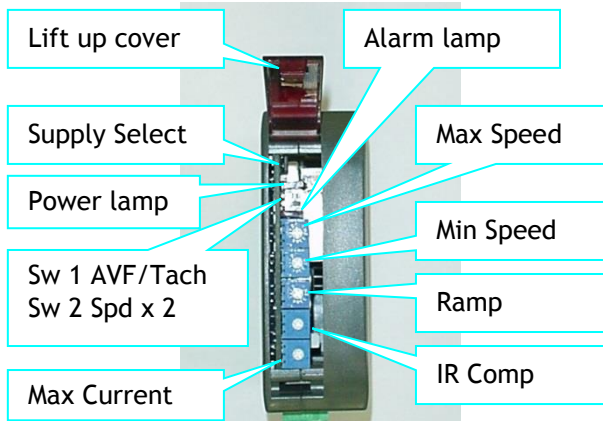 Lift up cover
Alarm lamp
Supply Select
Max Speed
Power lamp
Min Speed
Sw 1 AVF/Tach
Sw 2 Spd x 2
Ramp
IR Comp
Max Current